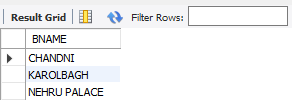 Result Grid Filter Rows:
BNAME
CHANDNI
KAROLBAGH
NEHRU PALACE